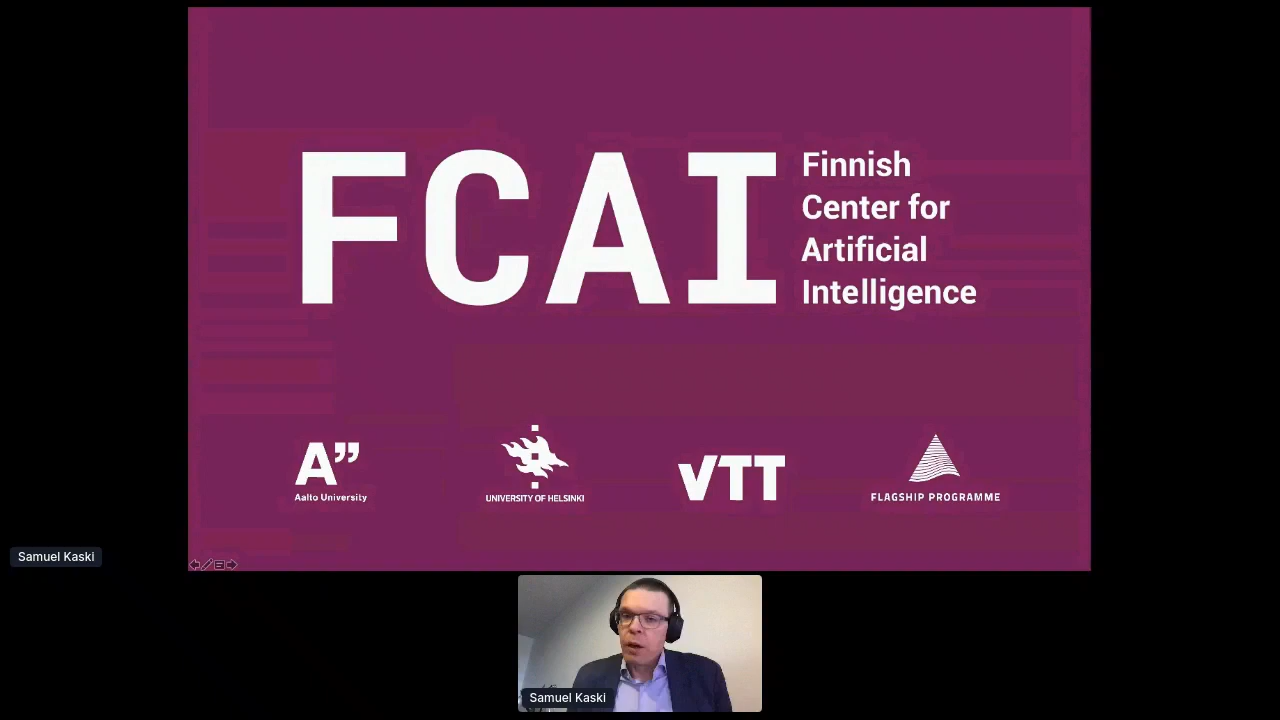 FCAI
Finnish
Center for
Artificial
Intelligence
A”
Aalto University
UNIVERSITY OF HELSINKI
VTT
FLAGSHIP PROGRAMME
Samuel Kaski
Samuel Kaski